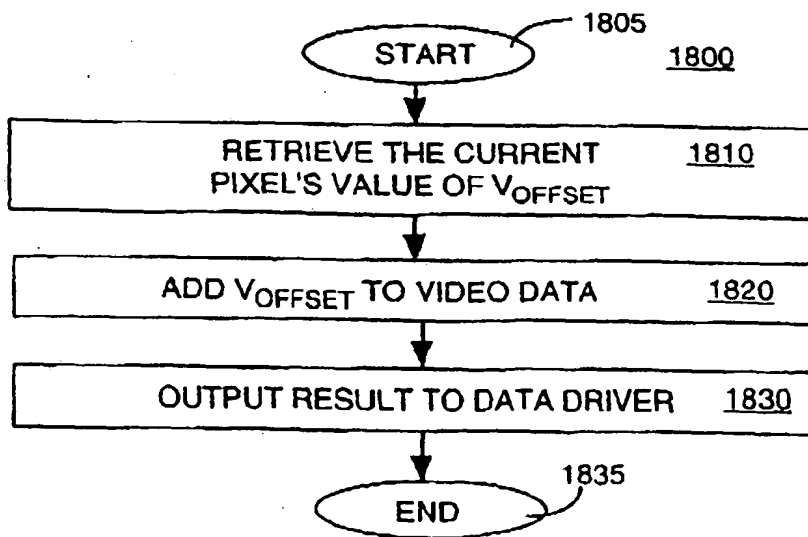 1805
START
1800
RETRIEVE THE CURRENT 1810
PIXEL'S VALUE OF VOFFSET
ADD VOFFSET TO VIDEO DATA 1820
OUTPUT RESULT TO DATA DRIVER 1830
1835
END